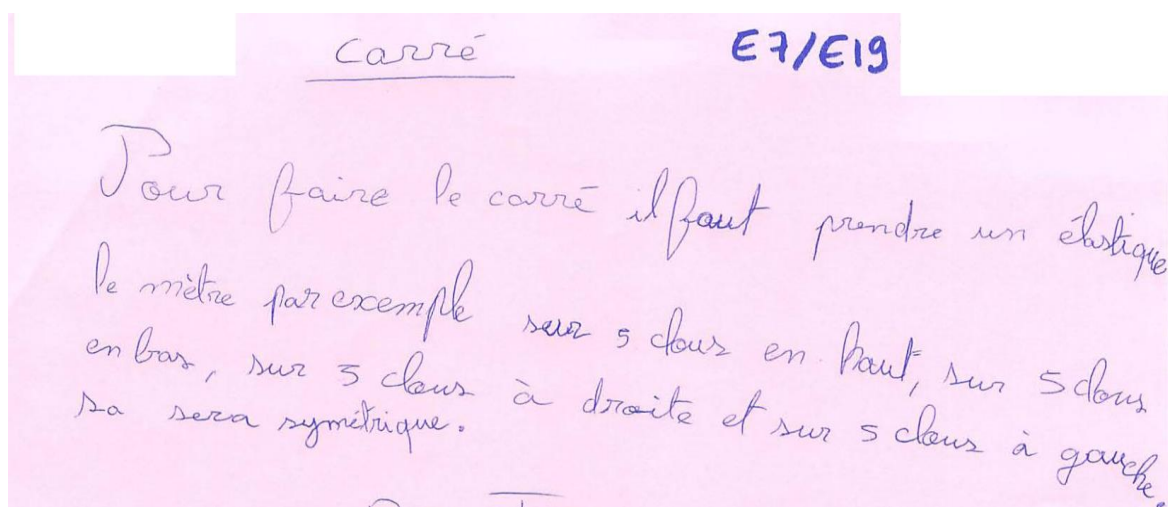 carré E7/E19
Pour faire le carré il faut prendre un élastique
le mètre par exemple sur 5 clous en haut, sur 5 clous
en bas, sur 5 clous à droite et sur 5 clous à gauche.
sa sera symétrique.